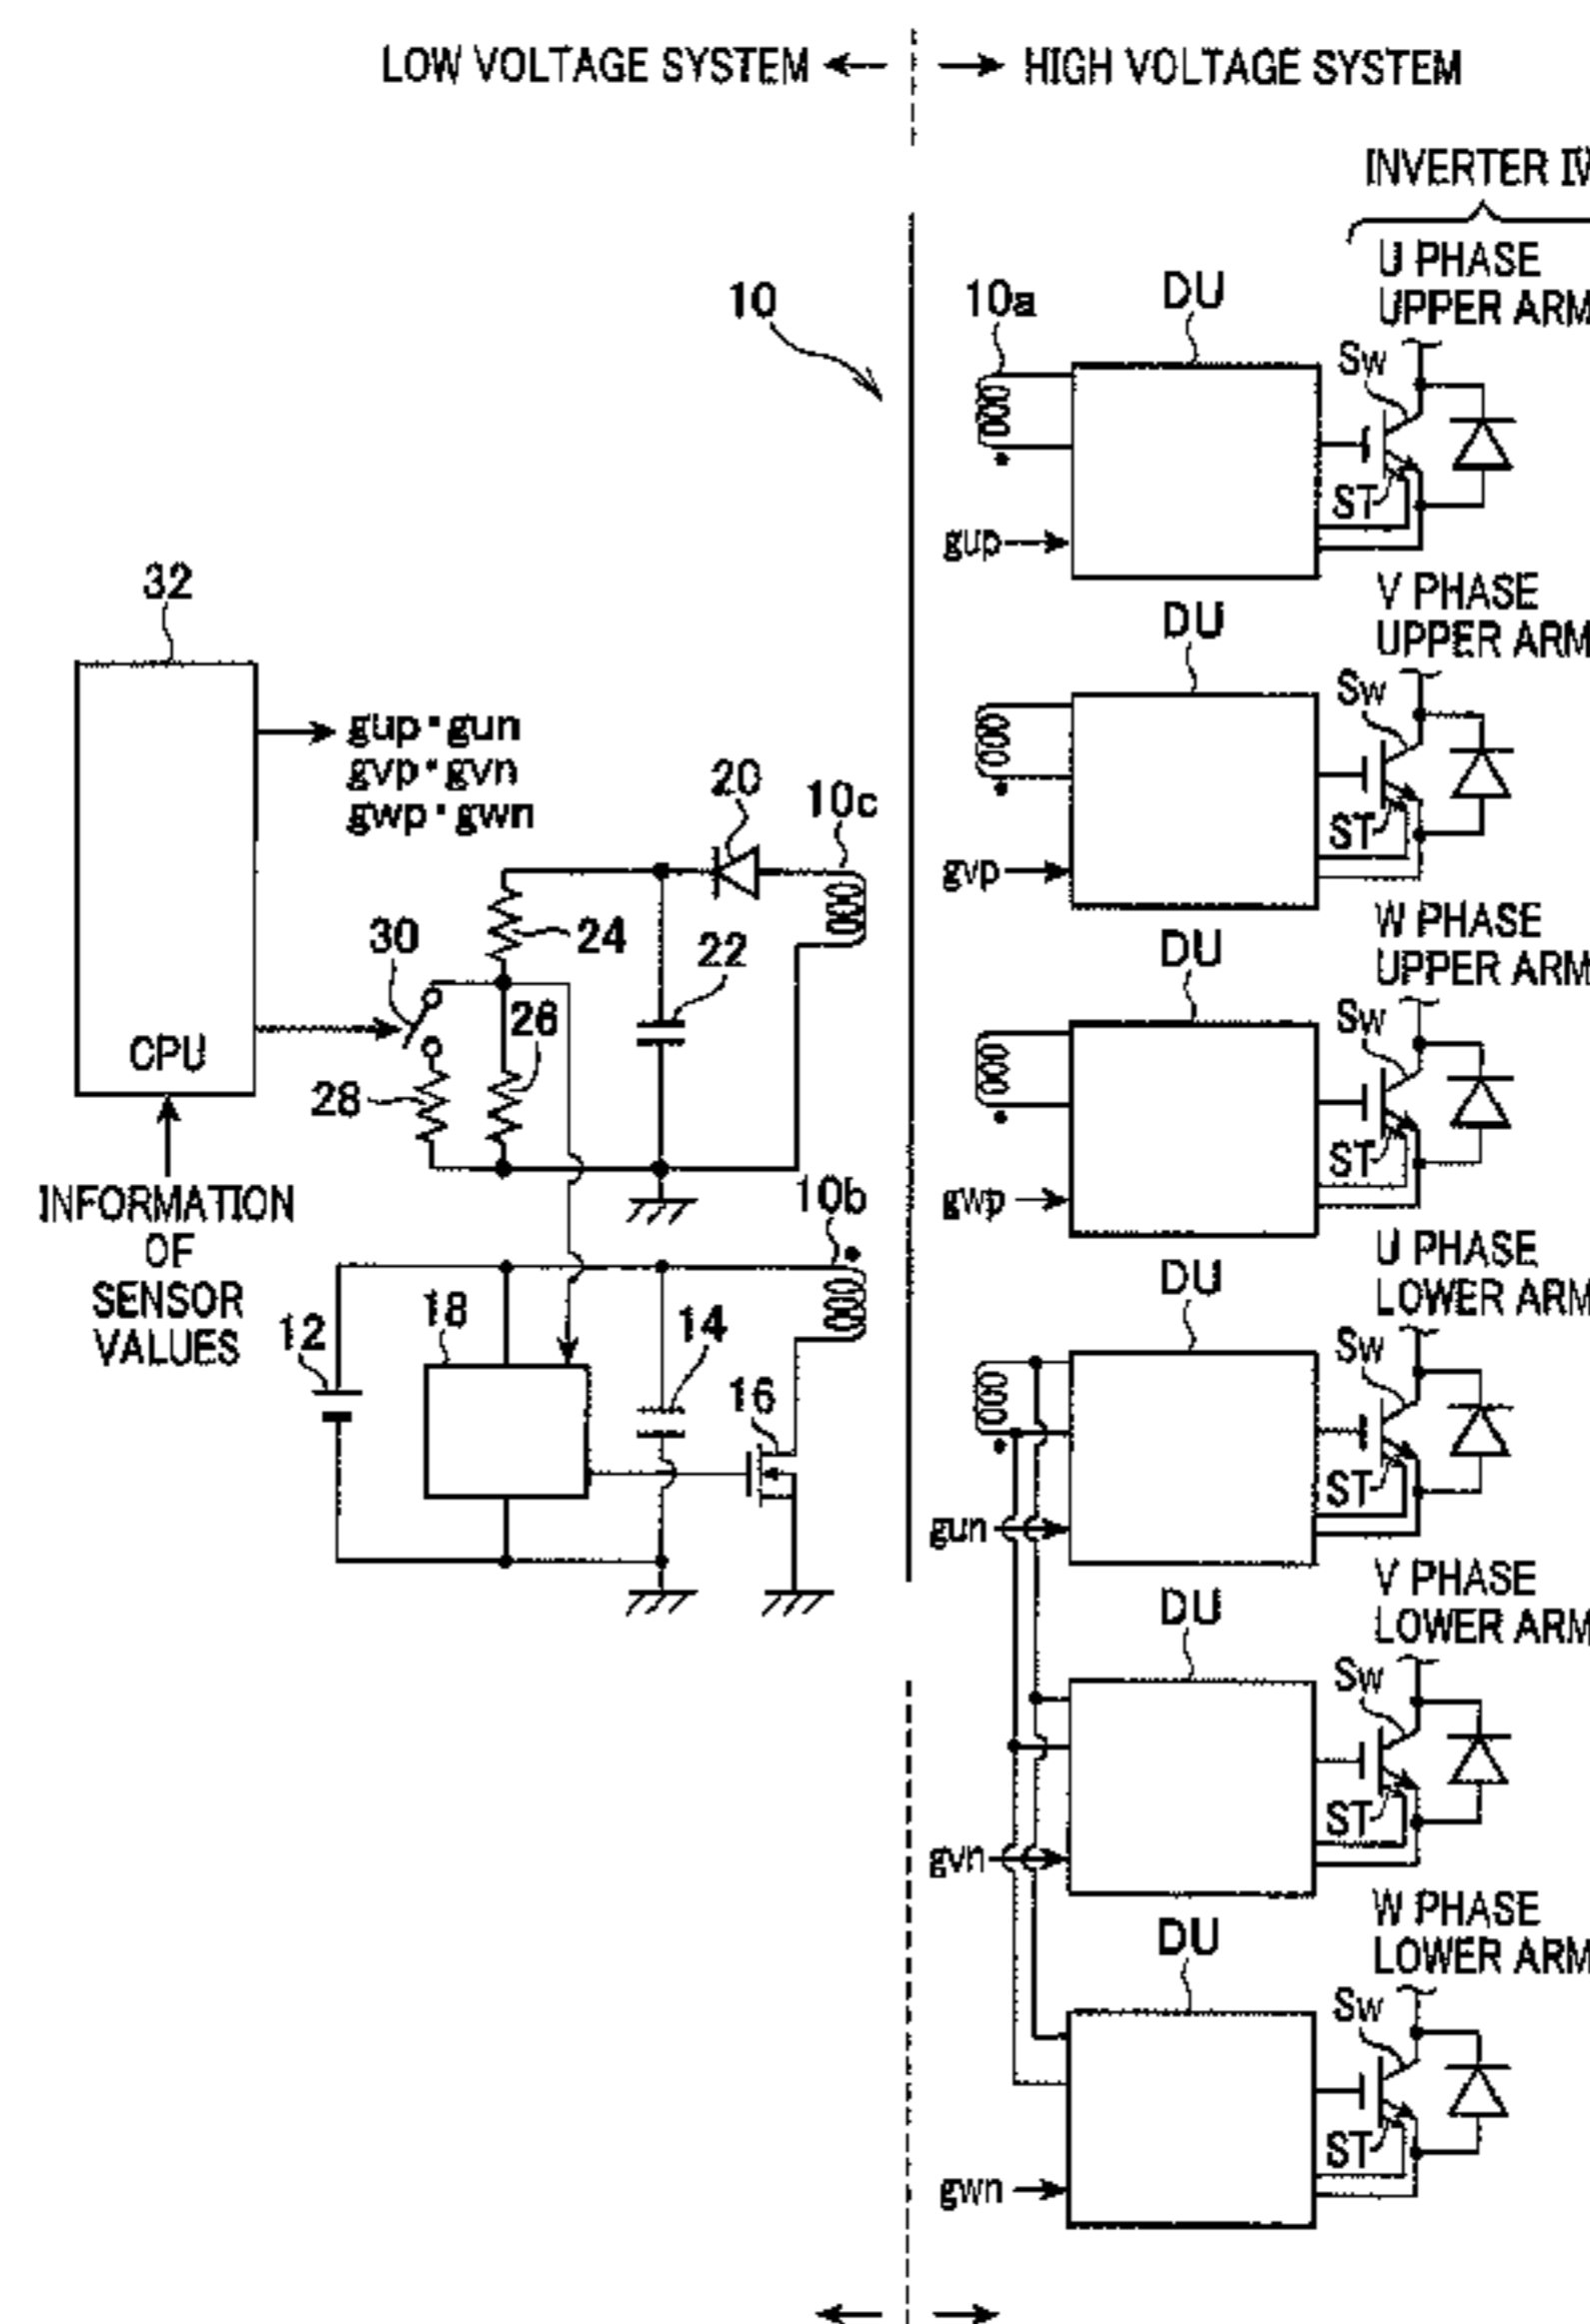 LOW VOLTAGE SYSTEM
HIGH VOLTAGE SYSTEM
INVERTER IV
U PHASE
UPPER ARM
10
10a
DU
Sw
ST
gup
32
V PHASE
UPPER ARM
DU
Sw
ST
gvp
gup・gun
gvp・gvn
gwp・gwn
20
10c
24
22
30
26
28
CPU
W PHASE
UPPER ARM
DU
Sw
ST
gwp
INFORMATION
OF
SENSOR
VALUES
10b
12
18
14
16
U PHASE
LOWER ARM
DU
Sw
ST
gun
V PHASE
LOWER ARM
DU
Sw
ST
gvn
W PHASE
LOWER ARM
DU
Sw
ST
gwn